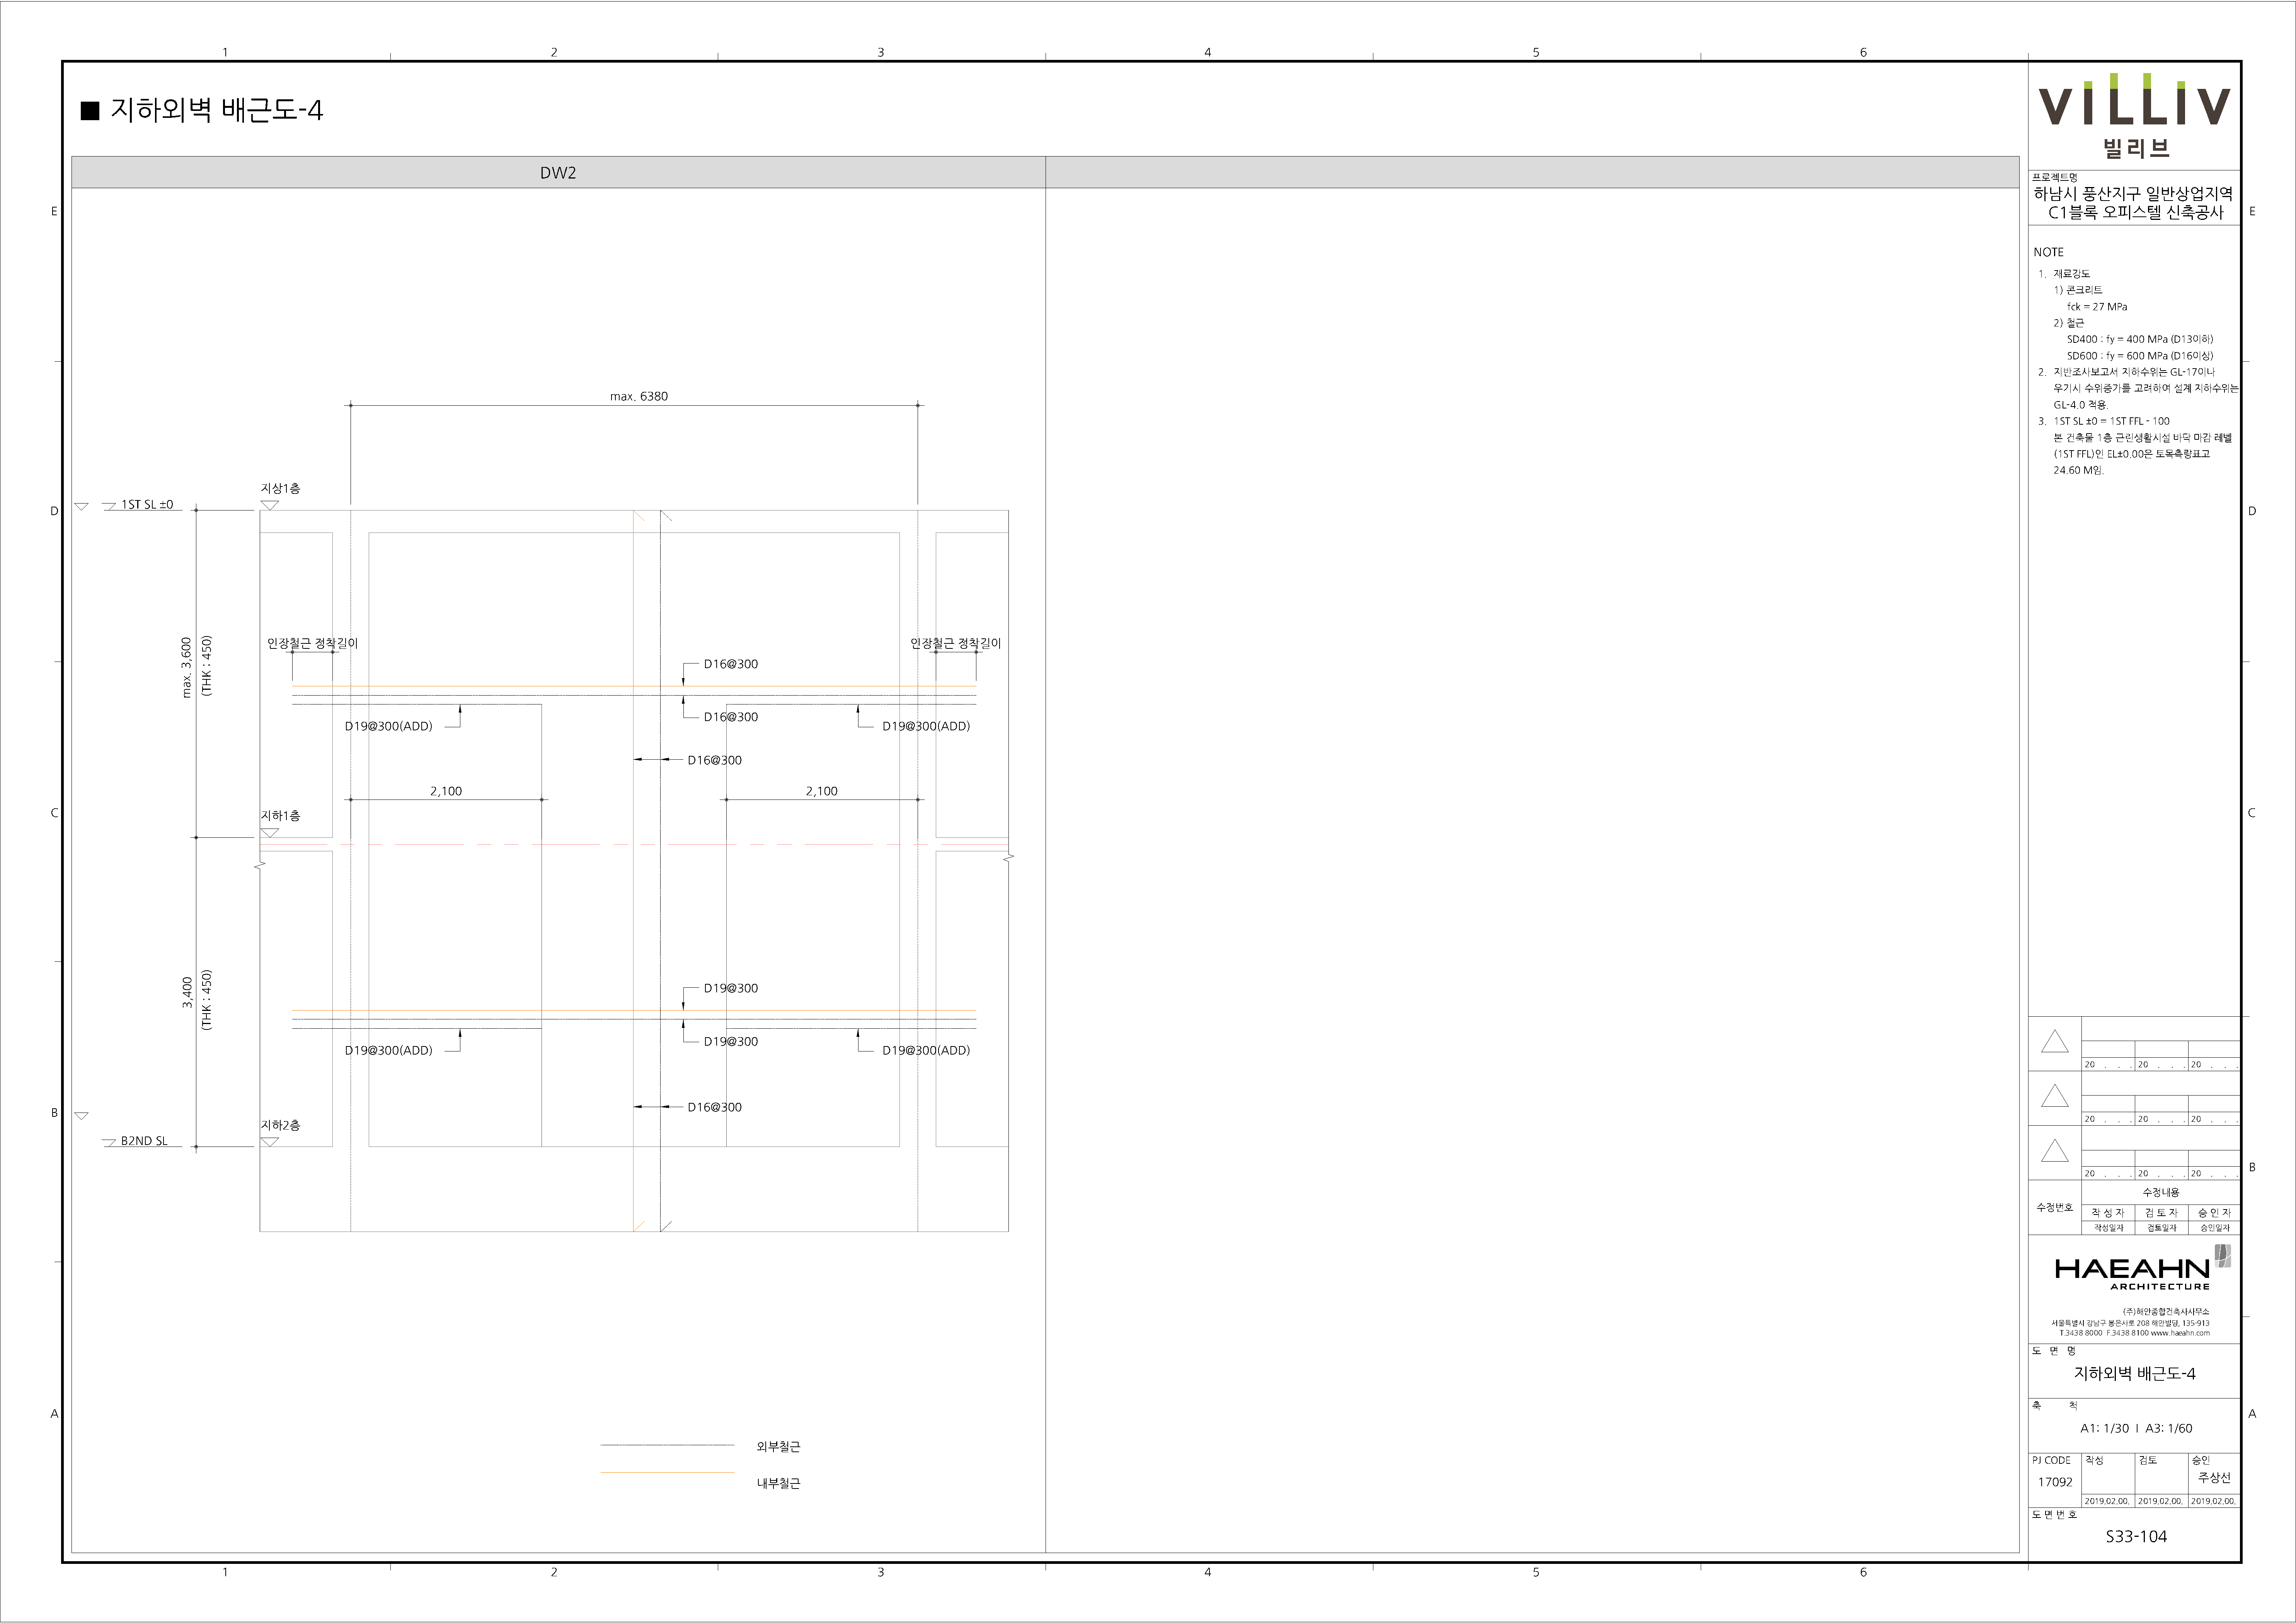 1 2 3 4 5 6
■ 지하외벽 배근도-4
DW2
E
D
C
B
A
max. 6380
지상1층
1ST SL ±0
max. 3,600
(THK : 450)
인장철근 정착길이
인장철근 정착길이
D16@300
D16@300
D19@300(ADD)
D19@300(ADD)
D16@300
2,100
2,100
지하1층
3,400
(THK : 450)
D19@300
D19@300
D19@300(ADD)
D19@300(ADD)
D16@300
지하2층
B2ND SL
외부철근
내부철근
1 2 3 4 5 6
E
D
C
B
A
VILLIV
빌리브
프로젝트명
하남시 풍산지구 일반상업지역
C1블록 오피스텔 신축공사
NOTE
1. 재료강도
1) 콘크리트
fck = 27 MPa
2) 철근
SD400 : fy = 400 MPa (D13이하)
SD600 : fy = 600 MPa (D16이상)
2. 지반조사보고서 지하수위는 GL-17이나
우기시 수위증가를 고려하여 설계 지하수위는
GL-4.0 적용.
3. 1ST SL ±0 = 1ST FFL - 100
본 건축물 1층 근린생활시설 바닥 마감 레벨
(1ST FFL)인 EL±0.00은 토목측량표고
24.60 M임.
20 . . . 20 . . . 20 . . .
20 . . . 20 . . . 20 . . .
20 . . . 20 . . . 20 . . .
수정번호
수정내용
작 성 자 검 토 자 승 인 자
작성일자 검토일자 승인일자
HAEAHN
ARCHITECTURE
(주)해안종합건축사사무소
서울특별시 강남구 봉은사로 208 해안빌딩, 135-913
T.3438 8000 F.3438 8100 www.haeahn.com
도 면 명
지하외벽 배근도-4
축 척
A1: 1/30 I A3: 1/60
PJ CODE 작성 검토 승인
17092 주상선
2019.02.00. 2019.02.00. 2019.02.00.
도 면 번 호
S33-104